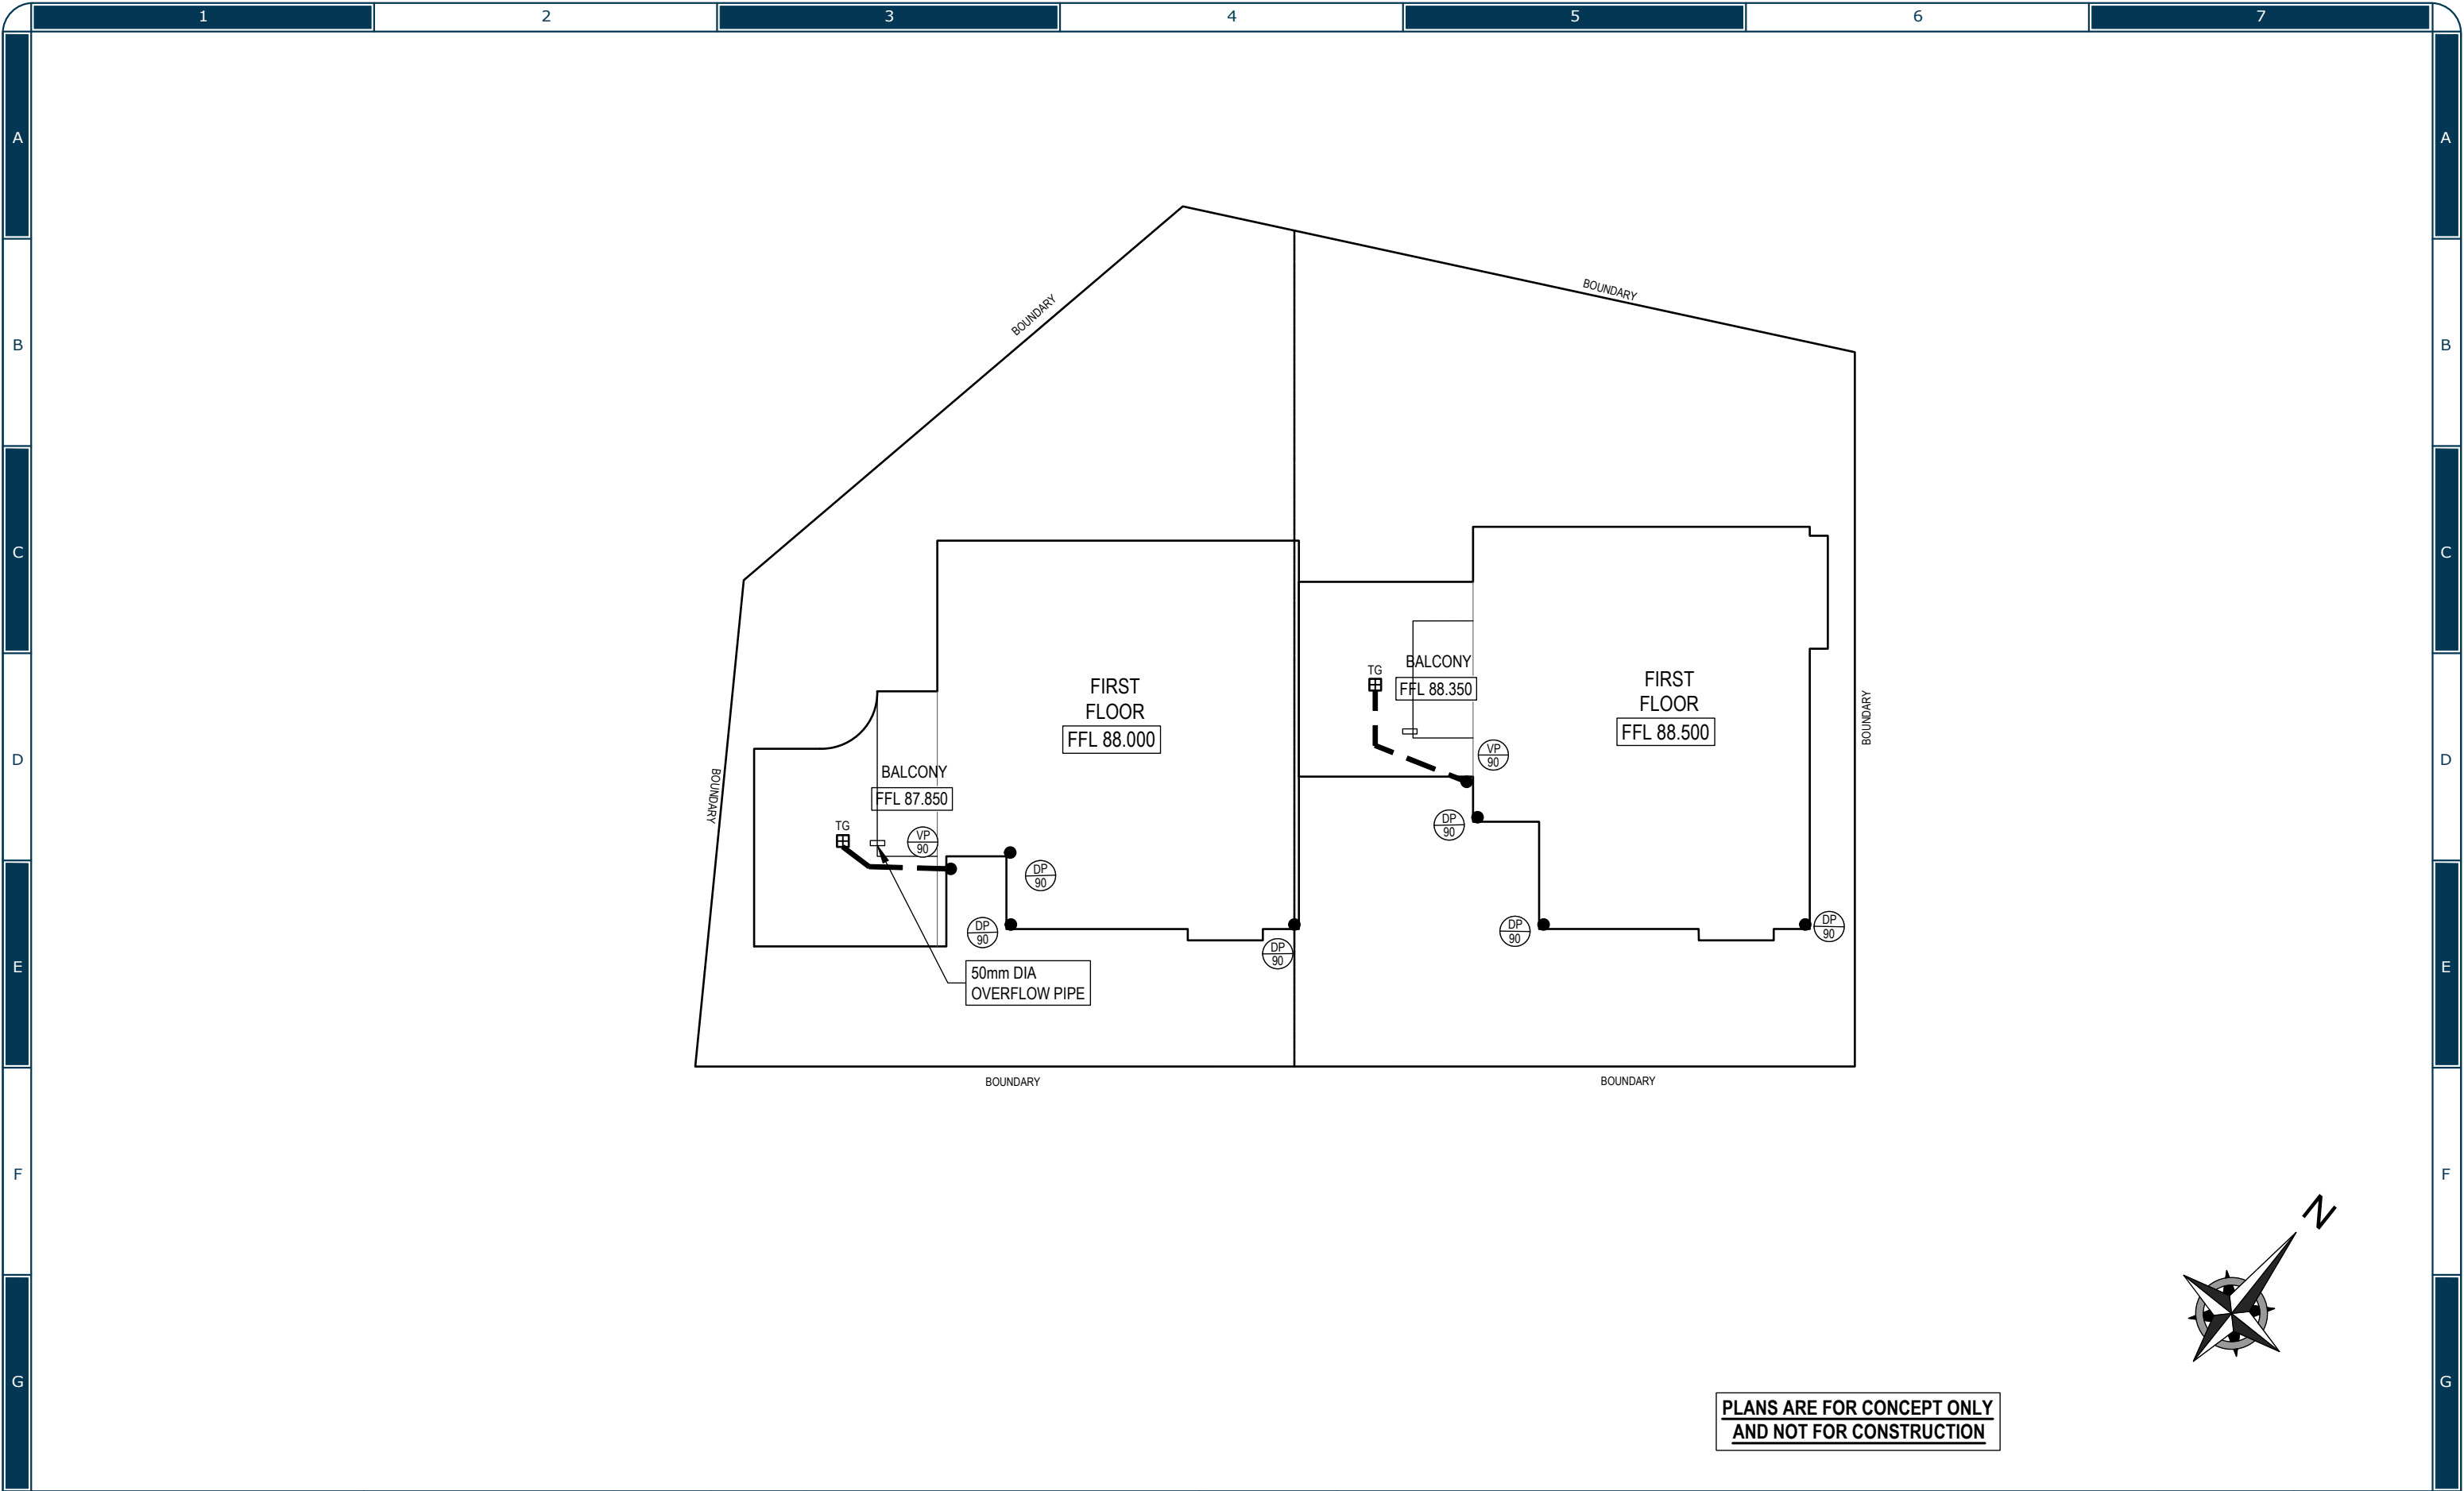 1 2 3 4 5 6 7
A A
BOUNDARY
BOUNDARY
B B
C C
BALCONY
TG
FFL 88.350
FIRST
FLOOR
FFL 88.000
FIRST
FLOOR
FFL 88.500
BOUNDARY
D D
VP
90
BALCONY
FFL 87.850
BOUNDARY
TG
VP
90
DP
90
DP
90
DP
90
DP
90
DP
90
DP
90
E E
50mm DIA
OVERFLOW PIPE
BOUNDARY
BOUNDARY
F F
N
G G
PLANS ARE FOR CONCEPT ONLY
AND NOT FOR CONSTRUCTION